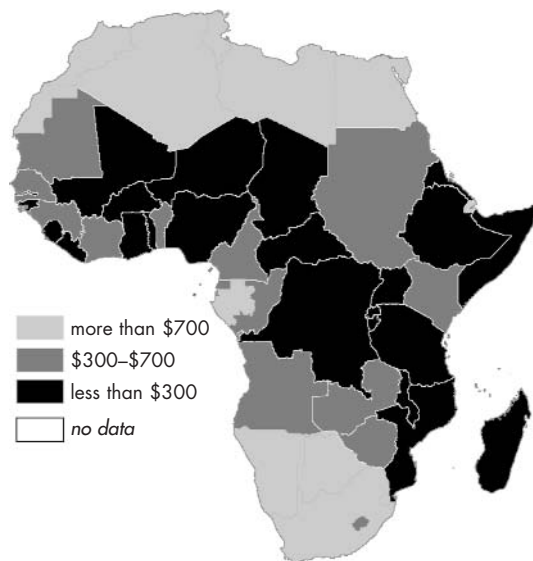 more than $700
$300–$700
less than $300
no data